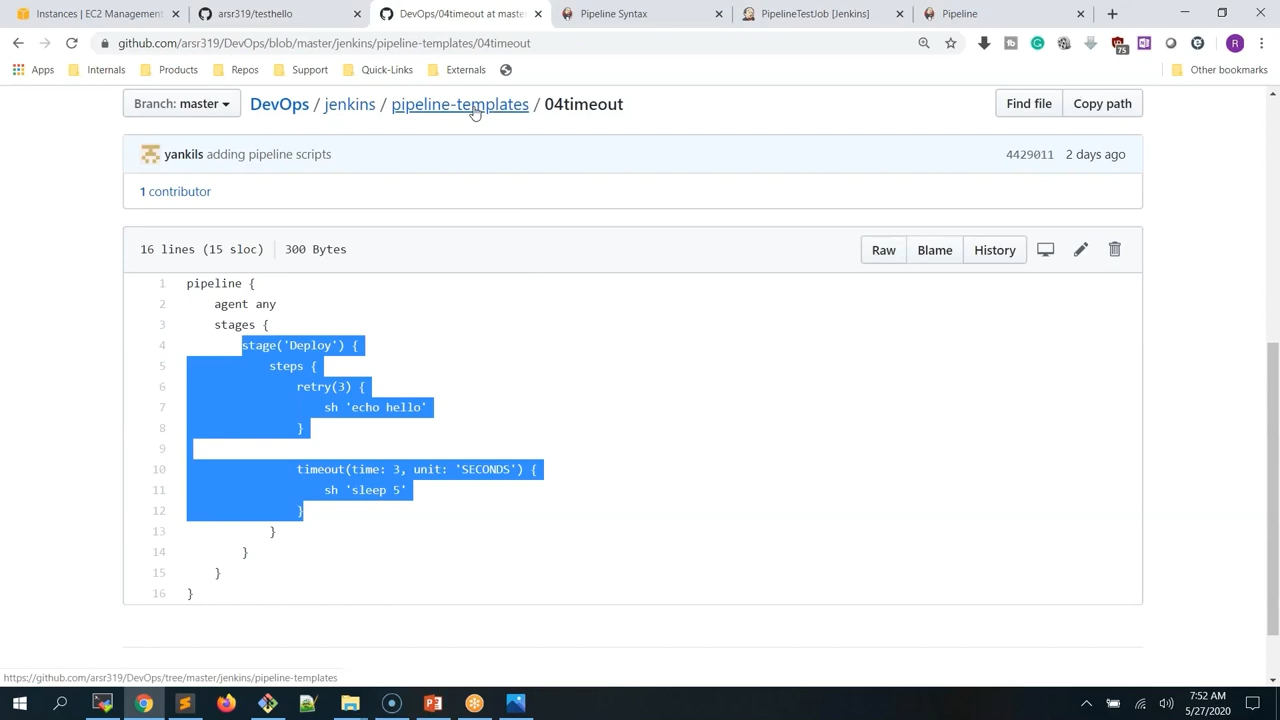 Instances | EC2 Management
arsr319/testhello
DevOps/04timeout at master
Pipeline Syntax
PipelineTestJob [Jenkins]
Pipeline
github.com/arsr319/DevOps/blob/master/jenkins/pipeline-templates/04timeout
75
R
Apps
Internals
Products
Repos
Support
Quick-Links
Externals
Other bookmarks
Branch: master
DevOps / jenkins / pipeline-templates / 04timeout
Find file
Copy path
yankils adding pipeline scripts
4429011 2 days ago
1 contributor
16 lines (15 sloc) 300 Bytes
Raw
Blame
History
1 pipeline {
2 agent any
3 stages {
4 stage('Deploy') {
5 steps {
6 retry(3) {
7 sh 'echo hello'
8 }
9
10 timeout(time: 3, unit: 'SECONDS') {
11 sh 'sleep 5'
12 }
13 }
14 }
15 }
16 }
https://github.com/arsr319/DevOps/tree/master/jenkins/pipeline-templates
7:52 AM
5/27/2020